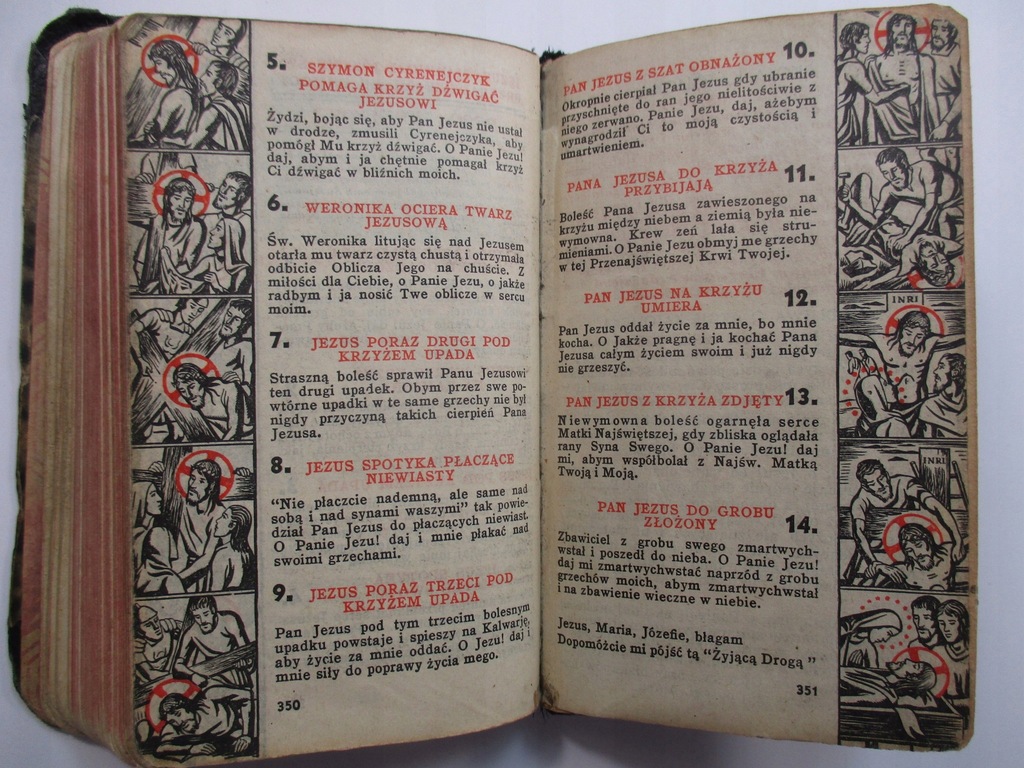 5. SZYMON CYRENEJCZYK
POMAGA KRZYŻ DŹWIGAĆ
JEZUSOWI
Żydzi, bojąc się, aby Pan Jezus nie ustał
w drodze, zmusili Cyrenejczyka, aby
pomógł Mu krzyż dźwigać. O Panie Jezu!
daj, abym i ja chętnie pomagał krzyż
Ci dźwigać w bliźnich moich.
6. WERONIKA OCIERA TWARZ
JEZUSOWĄ
Św. Weronika litując się nad Jezusem
otarła mu twarz czystą chustą i otrzymała
odbicie Oblicza Jego na chuście. Z
miłości dla Ciebie, o Panie Jezu, o jakże
radbym i ja nosić Twe oblicze w sercu
moim.
7. JEZUS PORAZ DRUGI POD
KRZYŻEM UPADA
Straszną boleść sprawił Panu Jezusowi
ten drugi upadek. Obym przez swe po-
wtórne upadki w te same grzechy nie był
nigdy przyczyną takich cierpień Pana
Jezusa.
8. JEZUS SPOTYKA PŁACZĄCE
NIEWIASTY
“Nie płaczcie nademną, ale same nad
sobą i nad synami waszymi” tak powie-
dział Pan Jezus do płaczących niewiast.
O Panie Jezu! daj i mnie płakać nad
swoimi grzechami.
9. JEZUS PORAZ TRZECI POD
KRZYŻEM UPADA
Pan Jezus pod tym trzecim bolesnym
upadku powstaje i spieszy na Kalwarję,
aby życie za mnie oddać. O Jezu! daj i
mnie siły do poprawy życia mego.
350
PAN JEZUS Z SZAT OBNAŻONY 10.
Okropnie cierpiał Pan Jezus gdy ubranie
przyschnięte do ran jego nielitościwie z
niego zerwano. Panie Jezu, daj, ażebym
wynagrodził Ci to moją czystością i
umartwieniem.
PANA JEZUSA DO KRZYŻA 11.
PRZYBIJAJĄ
Boleść Pana Jezusa zawieszonego na
krzyżu między niebem a ziemią była nie-
wymowna. Krew zeń lała się stru-
mieniami. O Panie Jezu obmyj me grzechy
w tej Przenajświętszej Krwi Twojej.
PAN JEZUS NA KRZYŻU 12.
UMIERA
Pan Jezus oddał życie za mnie, bo mnie
kocha. O Jakże pragnę i ja kochać Pana
Jezusa całym życiem swoim i już nigdy
nie grzeszyć.
PAN JEZUS Z KRZYŻA ZDJĘTY 13.
Niewymowna boleść ogarnęła serce
Matki Najświętszej, gdy zbliska oglądała
rany Syna Swego. O Panie Jezu! daj
mi, abym współbolał z Najśw. Matką
Twoją i Moją.
PAN JEZUS DO GROBU
ZŁOŻONY 14.
Zbawiciel z grobu swego zmartwych-
wstał i poszedł do nieba. O Panie Jezu!
daj mi zmartwychwstać naprzód z grobu
grzechów moich, abym zmartwychwstał
i na zbawienie wieczne w niebie.
Jezus, Maria, Józefie, błagam
Dopomóżcie mi pójść tą “Żyjącą Drogą”
351
INRI
INRI